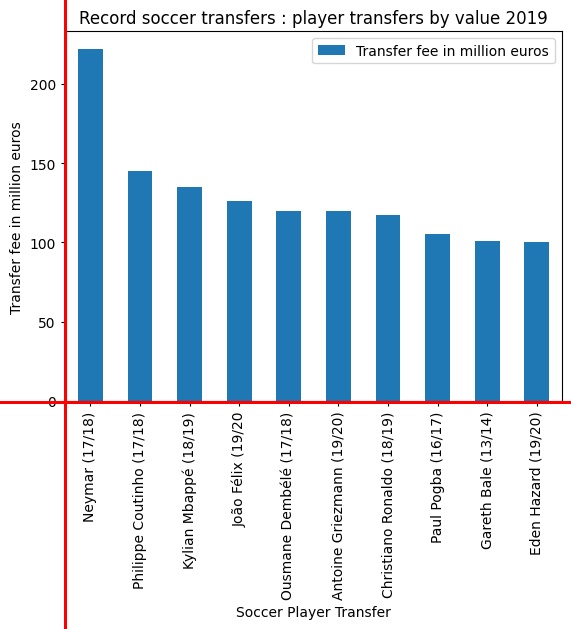 Record soccer transfers : player transfers by value 2019
Transfer fee in million euros
Transfer fee in million euros
200
150
100
50
0
Neymar (17/18)
Philippe Coutinho (17/18)
Kylian Mbappé (18/19)
João Félix (19/20
Ousmane Dembélé (17/18)
Antoine Griezmann (19/20)
Christiano Ronaldo (18/19)
Paul Pogba (16/17)
Gareth Bale (13/14)
Eden Hazard (19/20)
Soccer Player Transfer